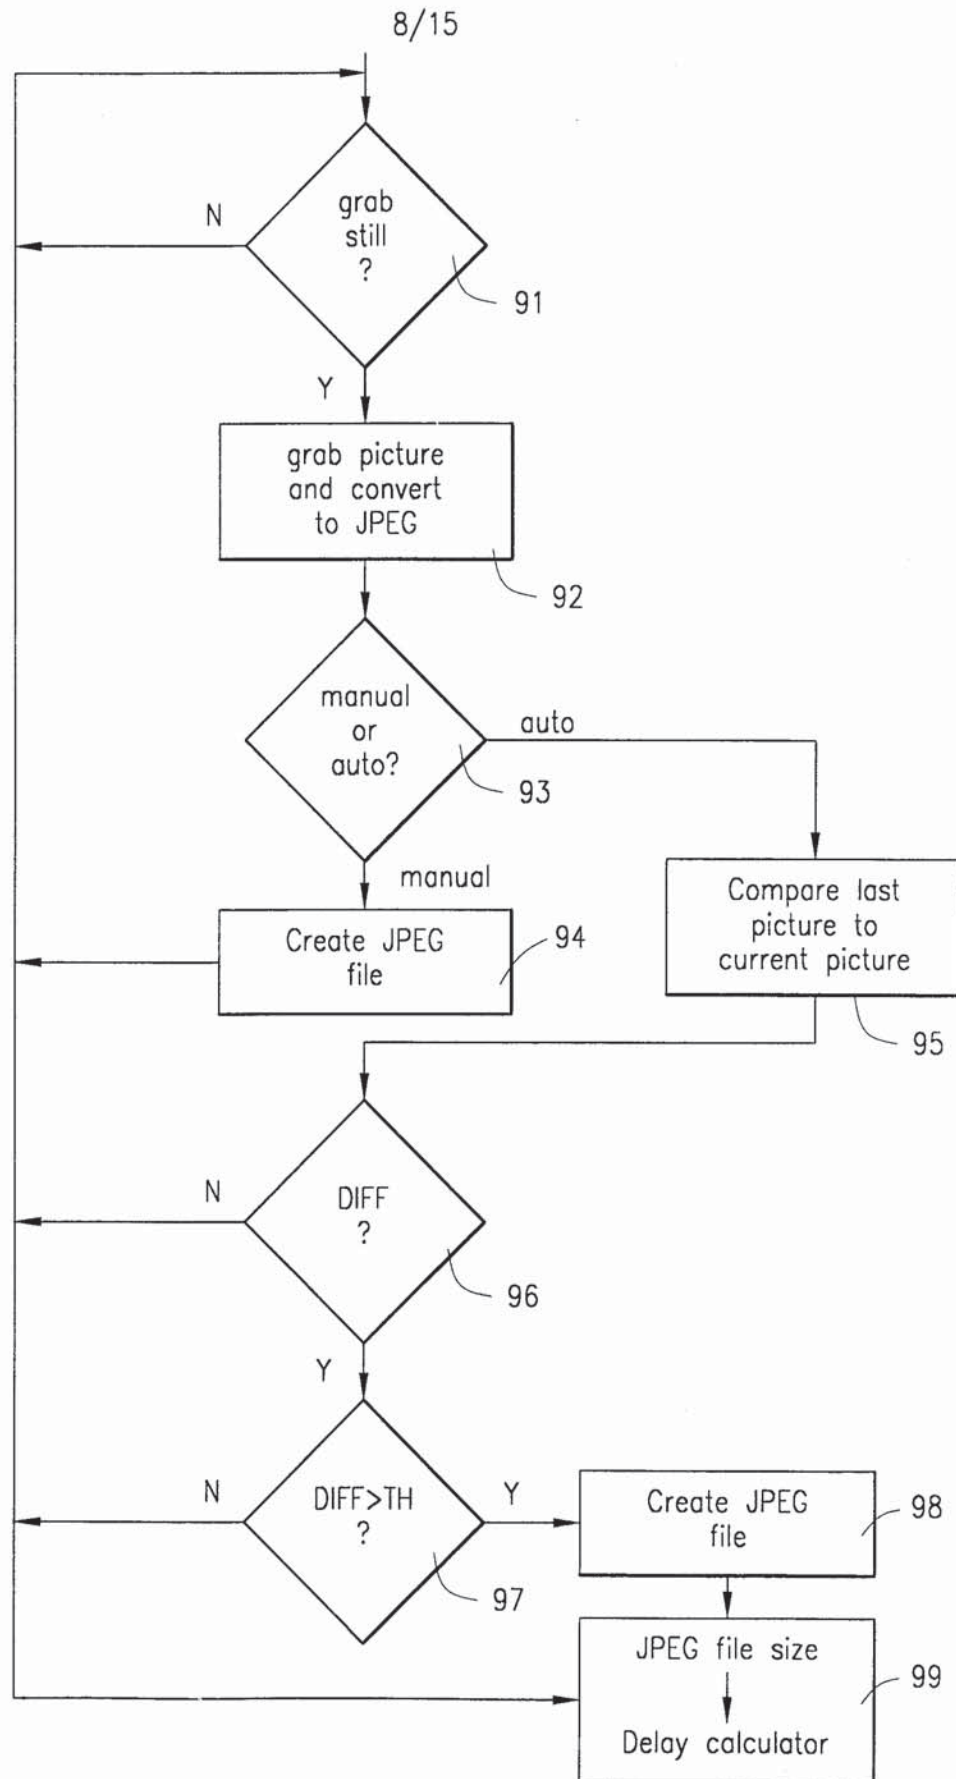 8/15
grab
still
?
N
91
Y
grab picture
and convert
to JPEG
92
manual
or
auto?
auto
93
manual
Create JPEG
file
94
Compare last
picture to
current picture
95
DIFF
?
N
96
Y
DIFF>TH
?
N
Y
97
Create JPEG
file
98
JPEG file size
Delay calculator
99